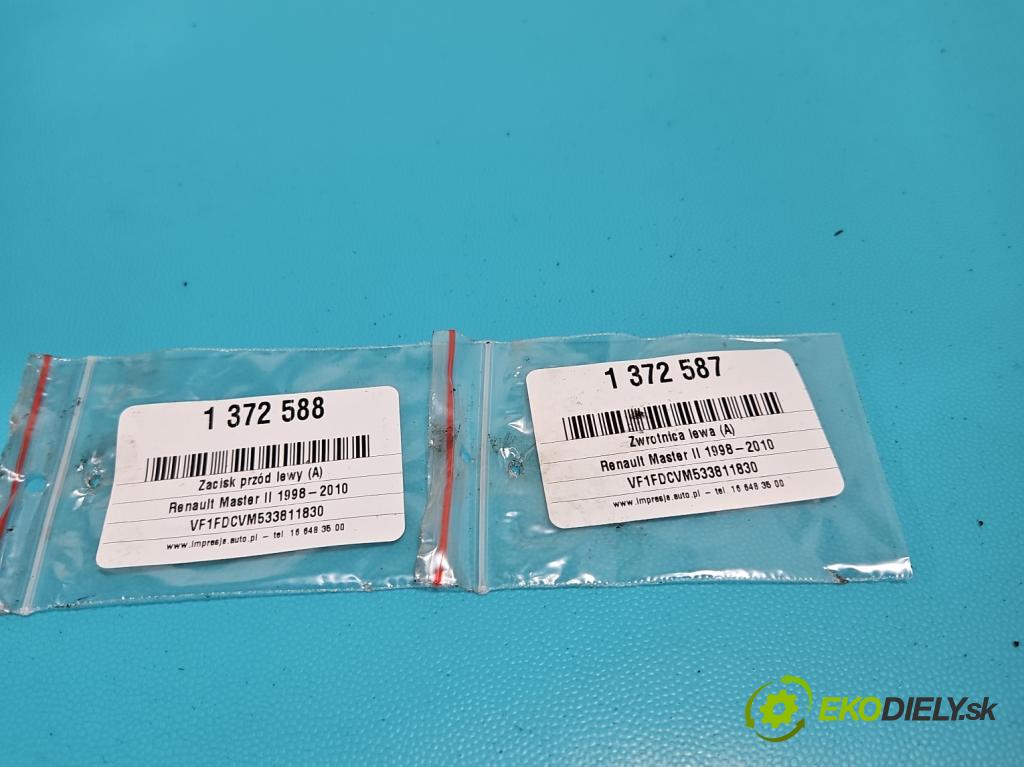 1 372 588
Zacisk przód lewy (A)
Renault Master II 1998-2010
VF1FDCVM533811830
www.impresja.auto.pl - tel 16 648 35 00
1 372 587
Zwrotnica lewa (A)
Renault Master II 1998-2010
VF1FDCVM533811830
www.impresja.auto.pl - tel 16 648 35 00
EKODIELY.sk